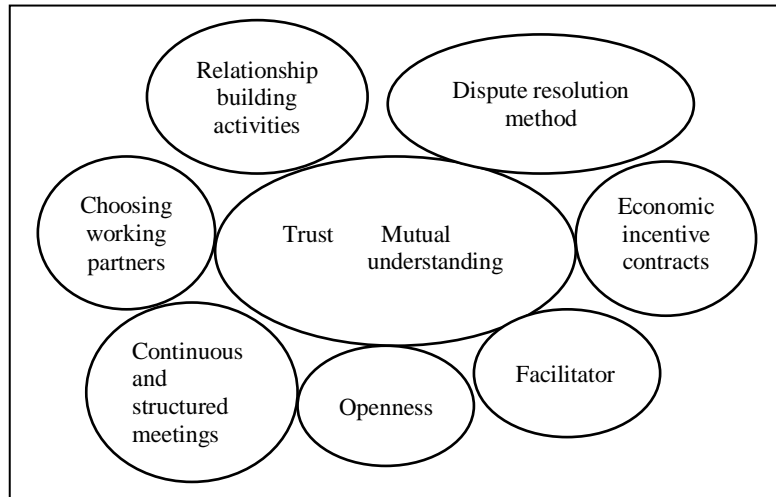 Relationship
building
activities
Dispute resolution
method
Choosing
working
partners
Trust Mutual
understanding
Economic
incentive
contracts
Continuous
and
structured
meetings
Openness
Facilitator